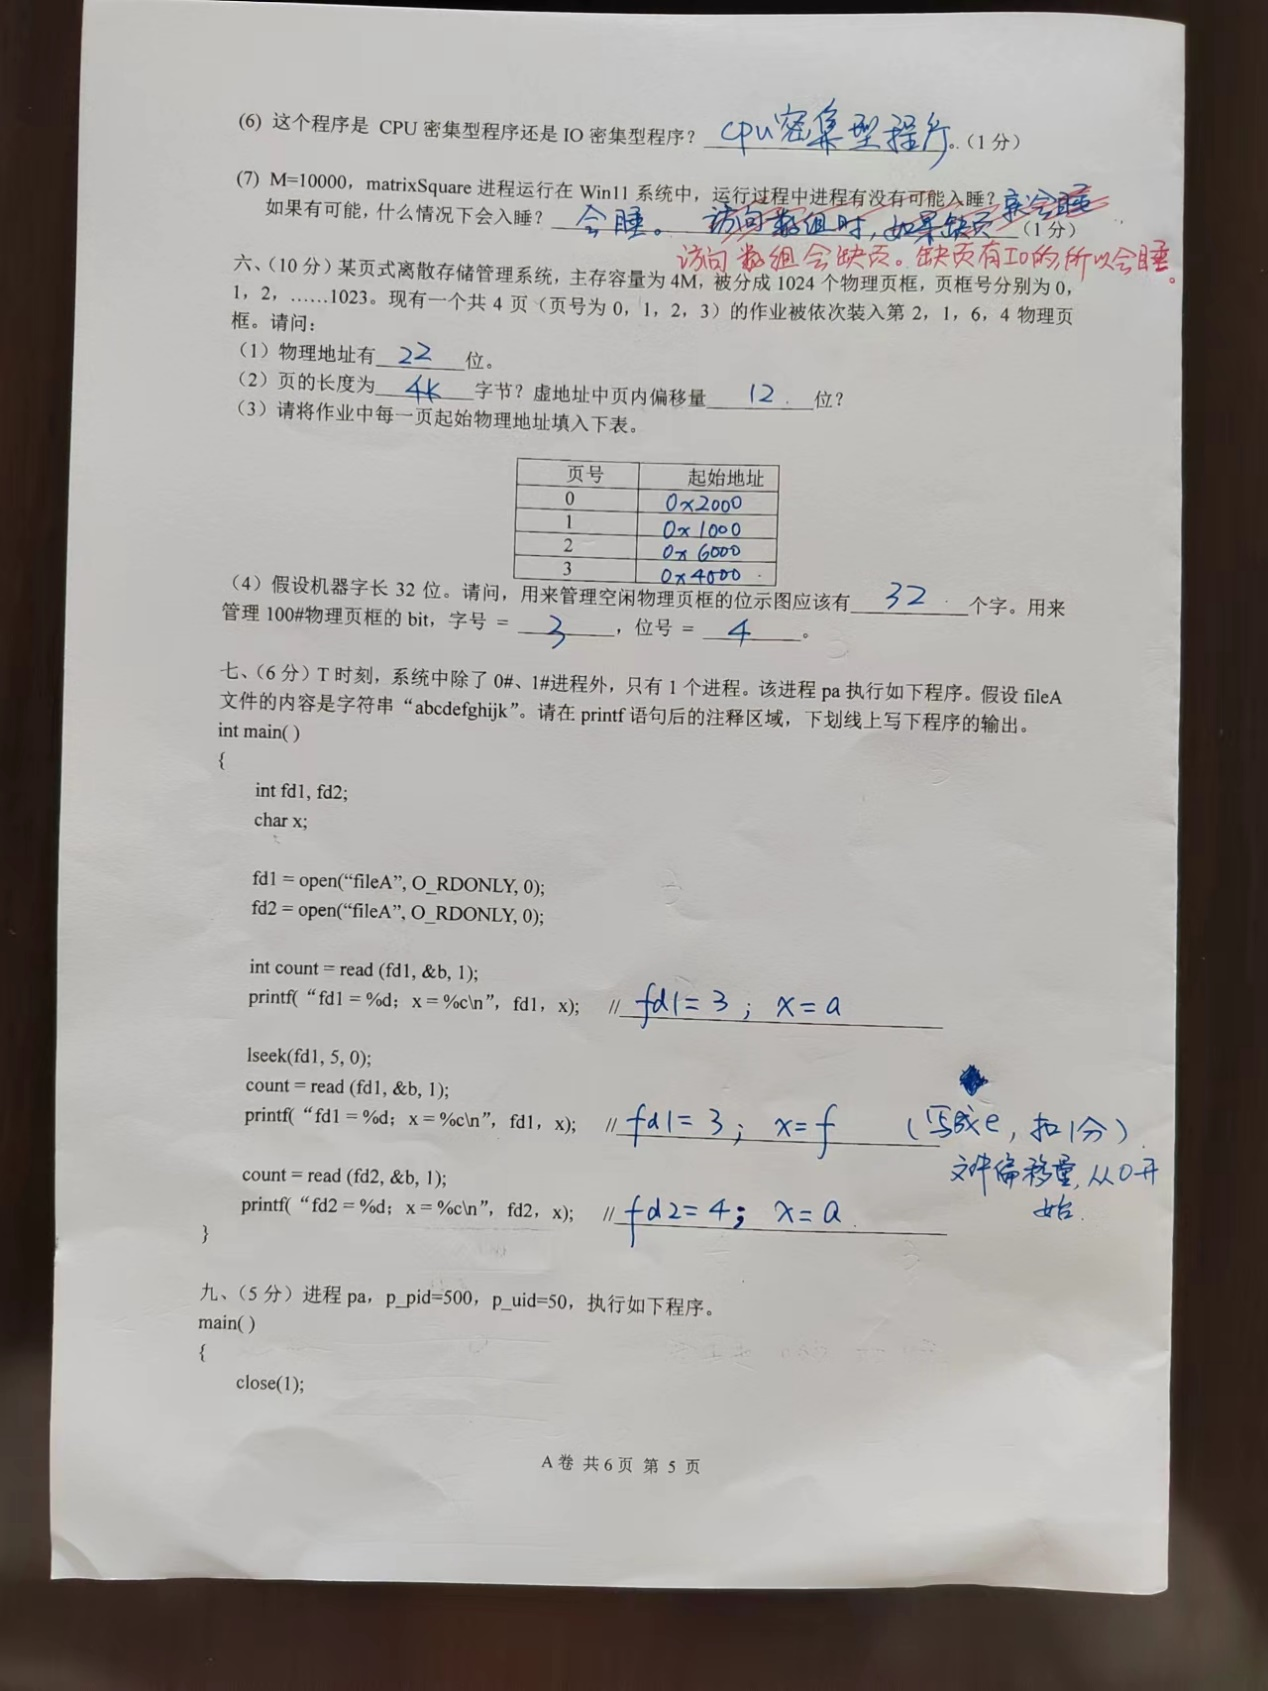 (6) 这个程序是 CPU 密集型程序还是 IO 密集型程序? cpu密集型程序。(1 分)
(7) M=10000，matrixSquare 进程运行在 Win11 系统中，运行过程中进程有没有可能入睡? 就会睡
如果有可能，什么情况下会入睡? 会睡。 访问数组时，如果缺页 (1 分)
访问数组会缺页。缺页有IO的，所以会睡。
六、(10 分) 某页式离散存储管理系统，主存容量为 4M，被分成 1024 个物理页框，页框号分别为 0，
1，2，……1023。现有一个共 4 页（页号为 0，1，2，3）的作业被依次装入第 2，1，6，4 物理页
框。请问:
（1）物理地址有 22 位。
（2）页的长度为 4K 字节? 虚地址中页内偏移量 12 位?
（3）请将作业中每一页起始物理地址填入下表。
页号 起始地址
0 0x2000
1 0x1000
2 0x6000
3 0x4000
（4）假设机器字长 32 位。请问，用来管理空闲物理页框的位示图应该有 32 个字。用来
管理 100#物理页框的 bit，字号 = 3 ，位号 = 4 。
七、(6 分) T 时刻，系统中除了 0#、1#进程外，只有 1 个进程。该进程 pa 执行如下程序。假设 fileA
文件的内容是字符串“abcdefghijk”。请在 printf 语句后的注释区域，下划线上写下程序的输出。
int main( )
{
int fd1, fd2;
char x;
fd1 = open(“fileA”, O_RDONLY, 0);
fd2 = open(“fileA”, O_RDONLY, 0);
int count = read (fd1, &b, 1);
printf( “fd1 = %d；x = %c\n”, fd1，x); // fd1=3; x=a
lseek(fd1, 5, 0);
count = read (fd1, &b, 1);
printf( “fd1 = %d；x = %c\n”, fd1，x); // fd1=3; x=f （写成e，扣1分）
文件偏移量，从0开
始.
count = read (fd2, &b, 1);
printf( “fd2 = %d；x = %c\n”, fd2，x); // fd2=4; x=a
}
九、(5 分) 进程 pa，p_pid=500，p_uid=50，执行如下程序。
main( )
{
close(1);
A 卷 共 6 页 第 5 页